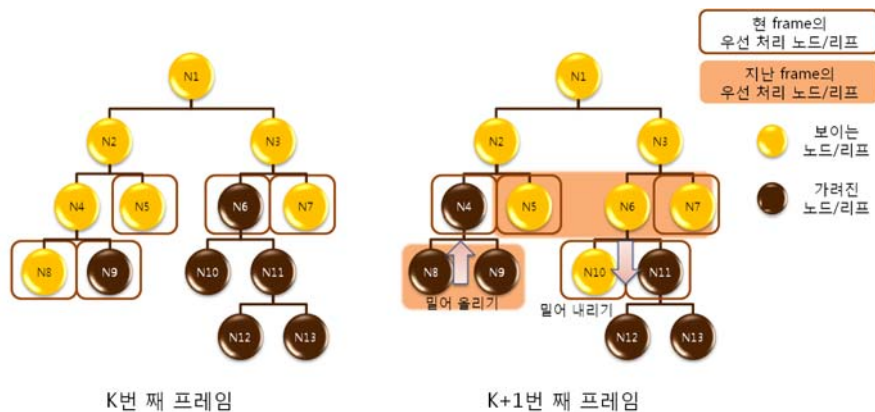 현 frame의
우선 처리 노드/리프
지난 frame의
우선 처리 노드/리프
보이는
노드/리프
가려진
노드/리프
N1
N2
N3
N4
N5
N6
N7
N8
N9
N10
N11
N12
N13
K번 째 프레임
N1
N2
N3
N4
N5
N6
N7
N8
N9
N10
N11
밀어 올리기
밀어 내리기
N12
N13
K+1번 째 프레임